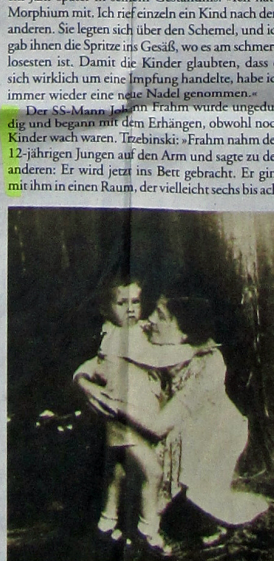 Morphium mit. Ich rief einzeln ein Kind nach de
anderen. Sie legten sich über den Schemel, und ic
gab ihnen die Spritze ins Gesäß, wo es am schmer
losesten ist. Damit die Kinder glaubten, dass
sich wirklich um eine Impfung handelte, habe ic
immer wieder eine neue Nadel genommen.«
Der SS-Mann Johann Frahm wurde ungedu
dig und begann mit dem Erhängen, obwohl noc
Kinder wach waren. Trzebinski: »Frahm nahm de
12-jährigen Jungen auf den Arm und sagte zu de
anderen: Er wird jetzt ins Bett gebracht. Er gin
mit ihm in einen Raum, der vielleicht sechs bis ac